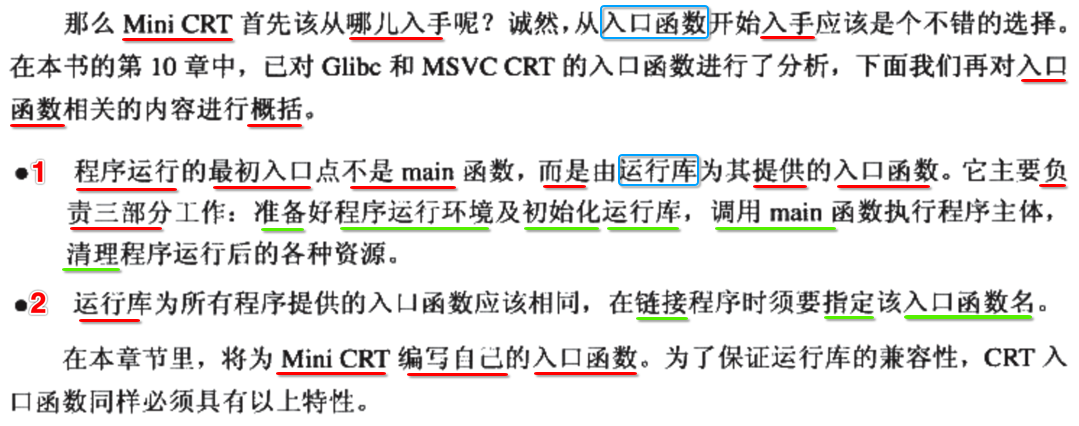 那么 Mini CRT 首先该从哪儿入手呢？诚然，从入口函数开始入手应该是个不错的选择。
在本书的第 10 章中，已对 Glibc 和 MSVC CRT 的入口函数进行了分析，下面我们再对入口
函数相关的内容进行概括。
●1 程序运行的最初入口点不是 main 函数，而是由运行库为其提供的入口函数。它主要负
责三部分工作：准备好程序运行环境及初始化运行库，调用 main 函数执行程序主体，
清理程序运行后的各种资源。
●2 运行库为所有程序提供的入口函数应该相同，在链接程序时须要指定该入口函数名。
在本章节里，将为 Mini CRT 编写自己的入口函数。为了保证运行库的兼容性，CRT 入
口函数同样必须具有以上特性。